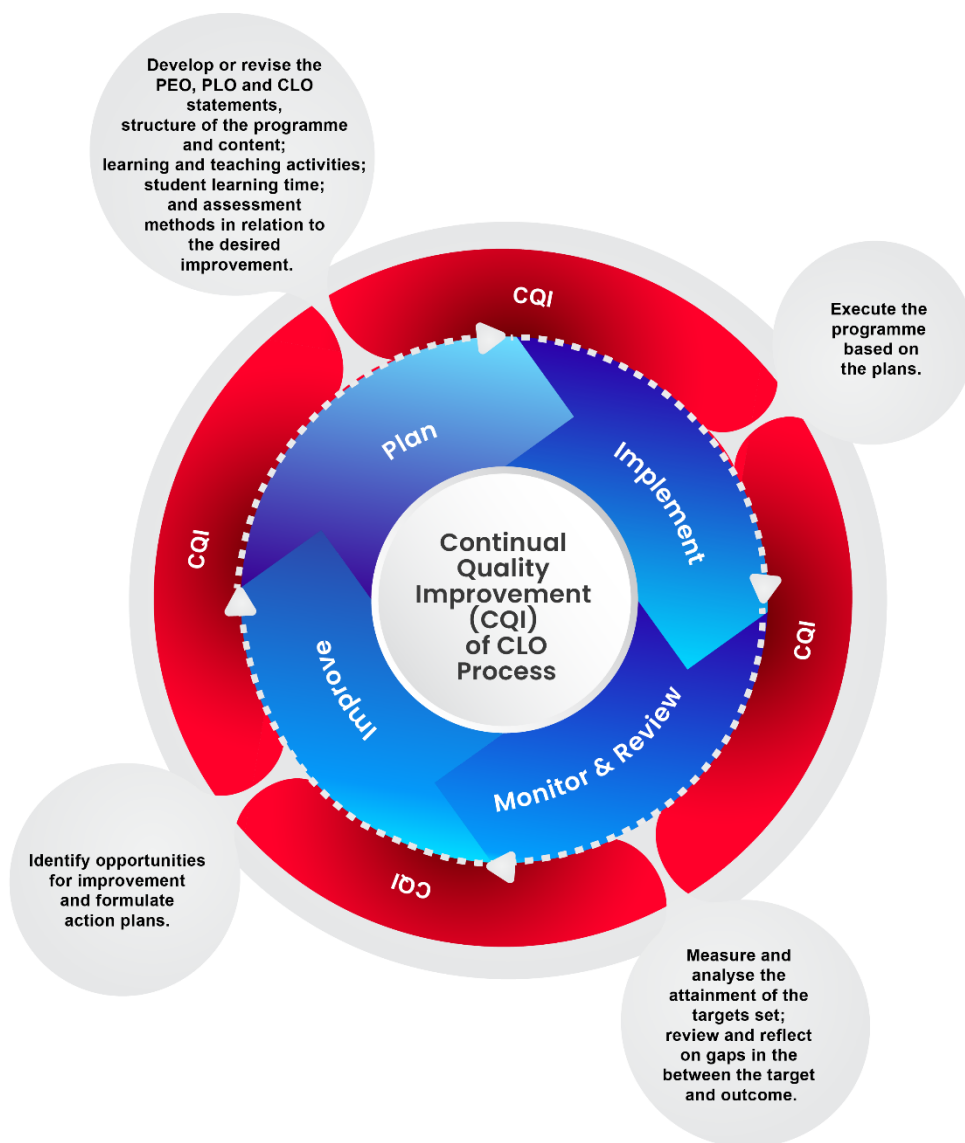 Develop or revise the
PEO, PLO and CLO
statements,
structure of the programme
and content;
learning and teaching activities;
student learning time;
and assessment
methods in relation to
the desired
improvement.
CQI
Execute the
programme
based on
the plans.
Plan
Implement
CQI
Continual
Quality
Improvement
(CQI)
of CLO
Process
CQI
Improve
Monitor & Review
CQI
Identify opportunities
for improvement
and formulate
action plans.
Measure and
analyse the
attainment of the
targets set;
review and reflect
on gaps in the
between the target
and outcome.